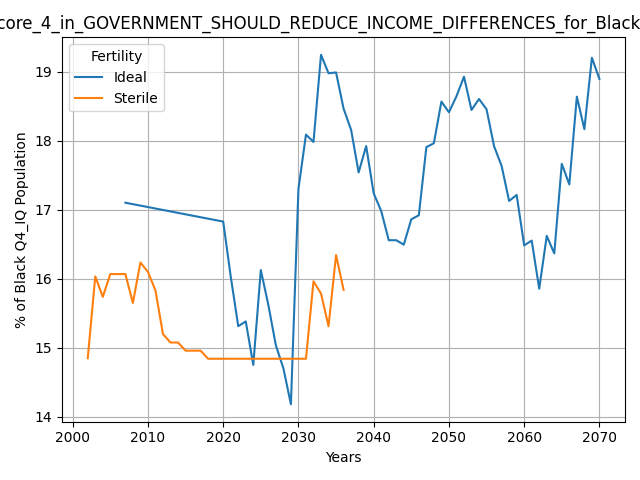 core_4_in_GOVERNMENT_SHOULD_REDUCE_INCOME_DIFFERENCES_for_Black
Fertility
Ideal
Sterile
% of Black Q4_IQ Population
19
18
17
16
15
14
2000 2010 2020 2030 2040 2050 2060 2070
Years